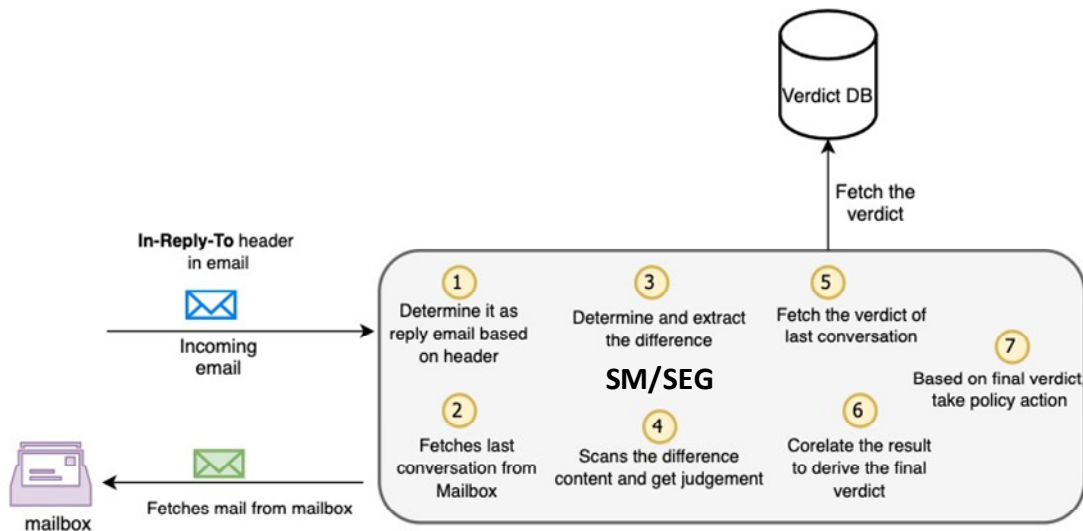 Verdict DB
Fetch the
verdict
In-Reply-To header
in email
Incoming
email
Fetches mail from mailbox
mailbox
1
Determine it as
reply email based
on header
2
Fetches last
conversation from
Mailbox
3
Determine and extract
the difference
SM/SEG
4
Scans the difference
content and get judgement
5
Fetch the verdict of
last conversation
6
Corelate the result
to derive the final
verdict
7
Based on final verdict,
take policy action